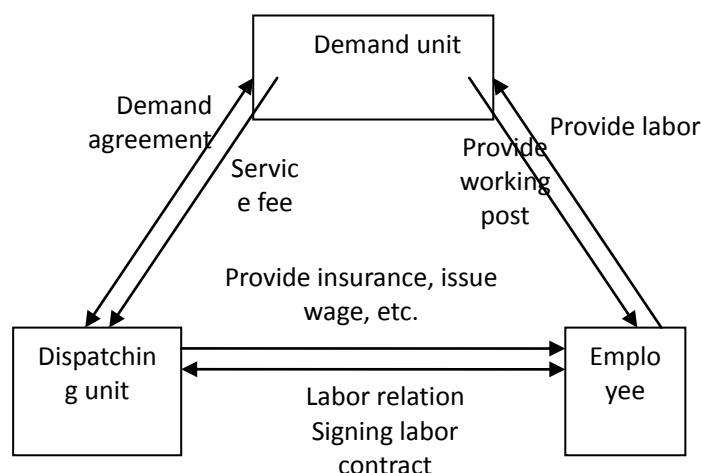 Demand unit
Demand
agreement
Provide labor
Servic
e fee
Provide
working
post
Provide insurance, issue
wage, etc.
Dispatchin
g unit
Emplo
yee
Labor relation
Signing labor
contract